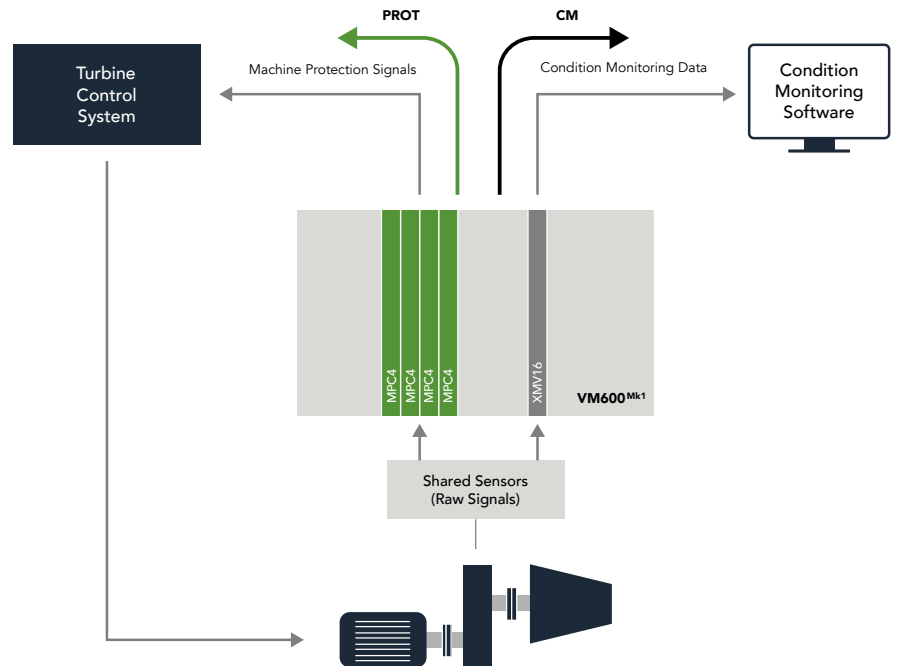 PROT
CM
Turbine
Control
System
Machine Protection Signals
Condition Monitoring Data
Condition
Monitoring
Software
MPC4
MPC4
MPC4
MPC4
XMV16
VM600Mk1
Shared Sensors
(Raw Signals)